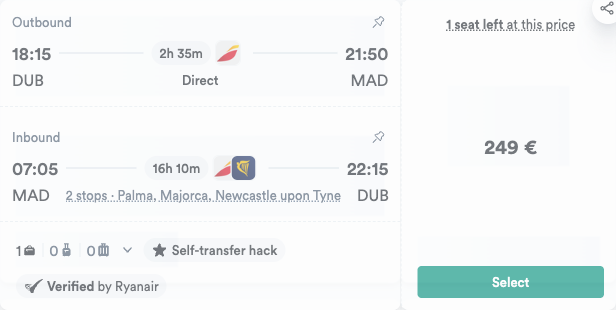 Outbound
1 seat left at this price
18:15 2h 35m 21:50
DUB Direct MAD
Inbound
249 €
07:05 16h 10m 22:15
MAD 2 stops · Palma, Majorca, Newcastle upon Tyne DUB
1 0 0 Self-transfer hack
Verified by Ryanair
Select